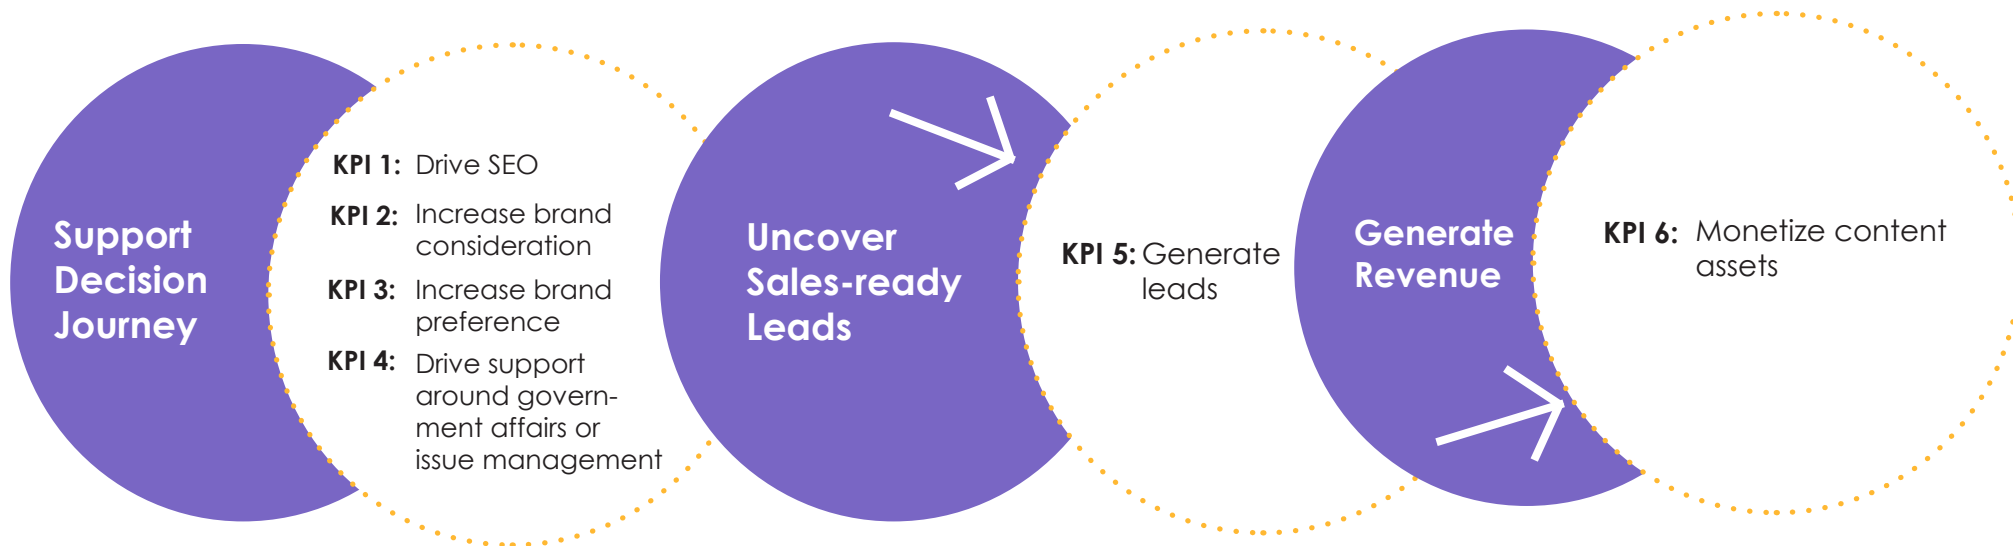 Support
Decision
Journey
KPI 1: Drive SEO
KPI 2: Increase brand
consideration
KPI 3: Increase brand
preference
KPI 4: Drive support
around govern-
ment affairs or
issue management
Uncover
Sales-ready
Leads
KPI 5: Generate
leads
Generate
Revenue
KPI 6: Monetize content
assets